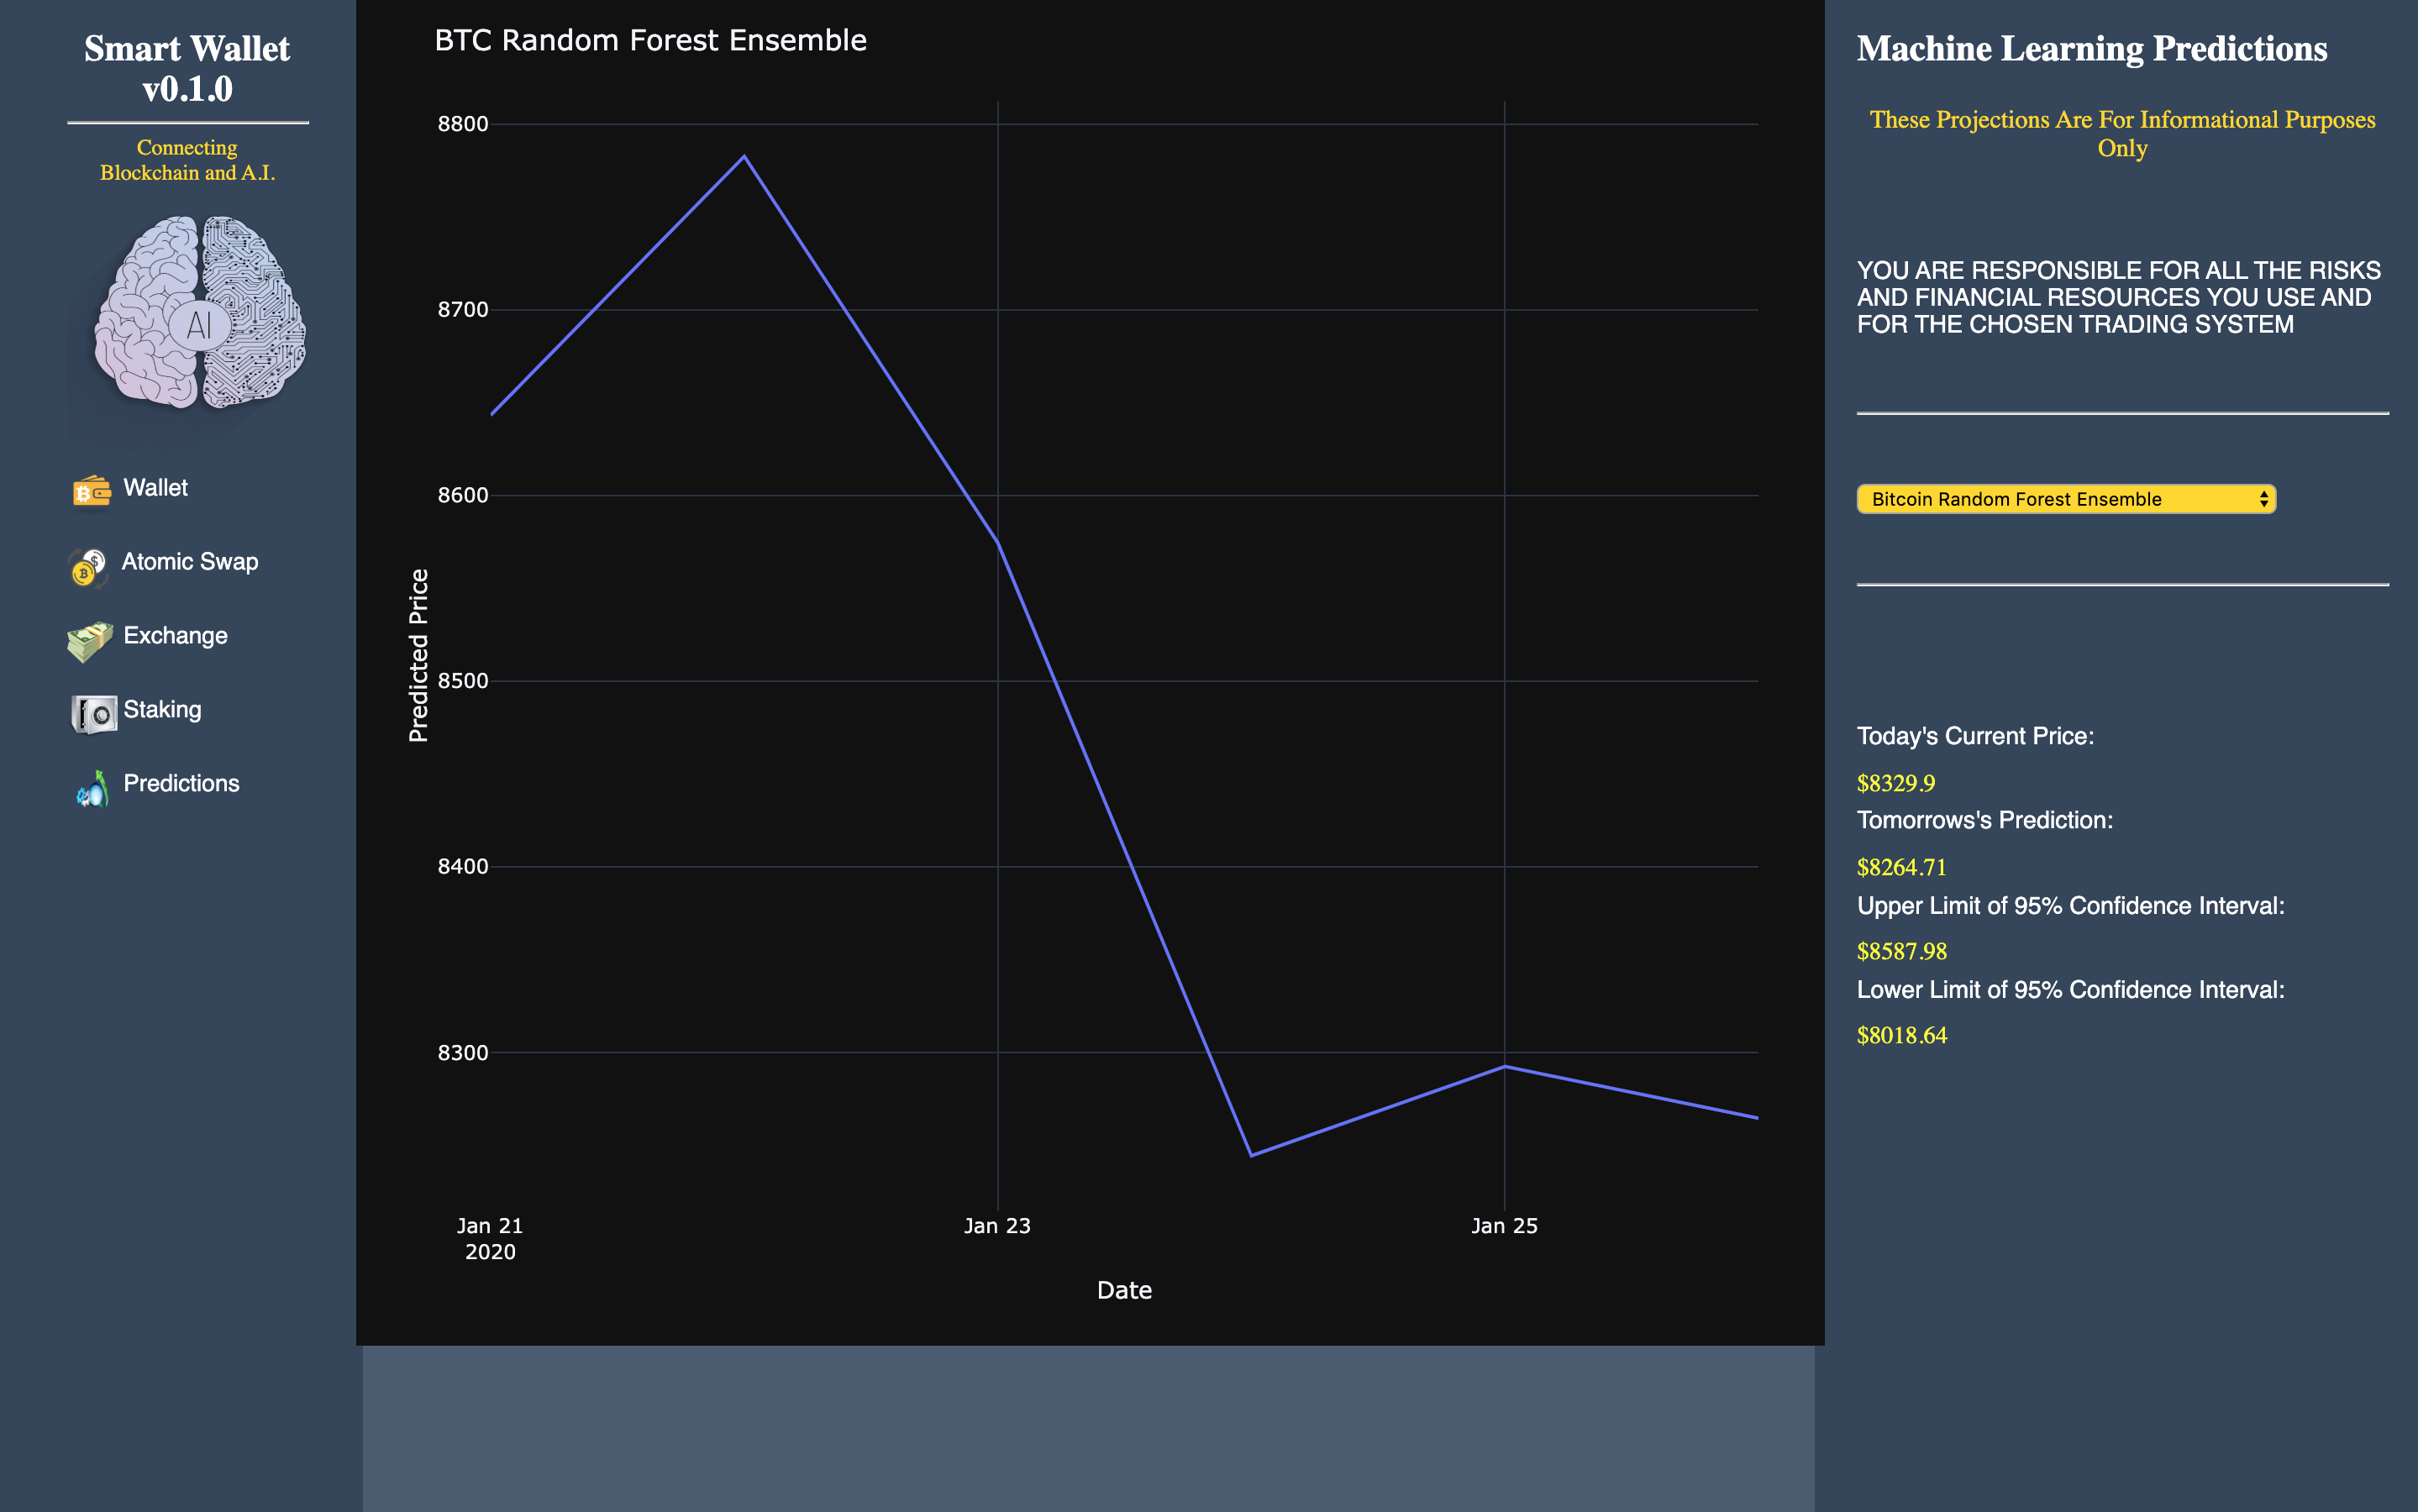 Smart Wallet
v0.1.0
Connecting
Blockchain and A.I.
AI
Wallet
Atomic Swap
Exchange
Staking
Predictions
BTC Random Forest Ensemble
8800
8700
8600
8500
8400
8300
Predicted Price
Jan 21
2020
Jan 23
Jan 25
Date
Machine Learning Predictions
These Projections Are For Informational Purposes
Only
YOU ARE RESPONSIBLE FOR ALL THE RISKS
AND FINANCIAL RESOURCES YOU USE AND
FOR THE CHOSEN TRADING SYSTEM
Bitcoin Random Forest Ensemble
Today's Current Price:
$8329.9
Tomorrows's Prediction:
$8264.71
Upper Limit of 95% Confidence Interval:
$8587.98
Lower Limit of 95% Confidence Interval:
$8018.64